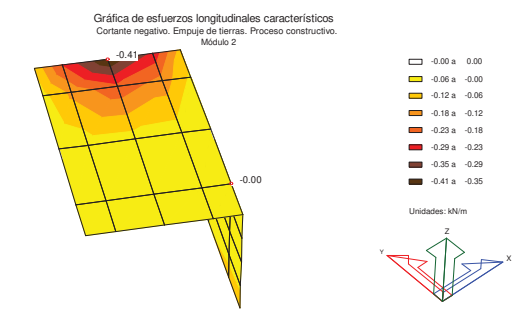 Gráfica de esfuerzos longitudinales característicos
Cortante negativo. Empuje de tierras. Proceso constructivo.
Módulo 2
-0.41
-0.00
-0.00 a 0.00
-0.06 a -0.00
-0.12 a -0.06
-0.18 a -0.12
-0.23 a -0.18
-0.29 a -0.23
-0.35 a -0.29
-0.41 a -0.35
Unidades: kN/m
Z
Y
X